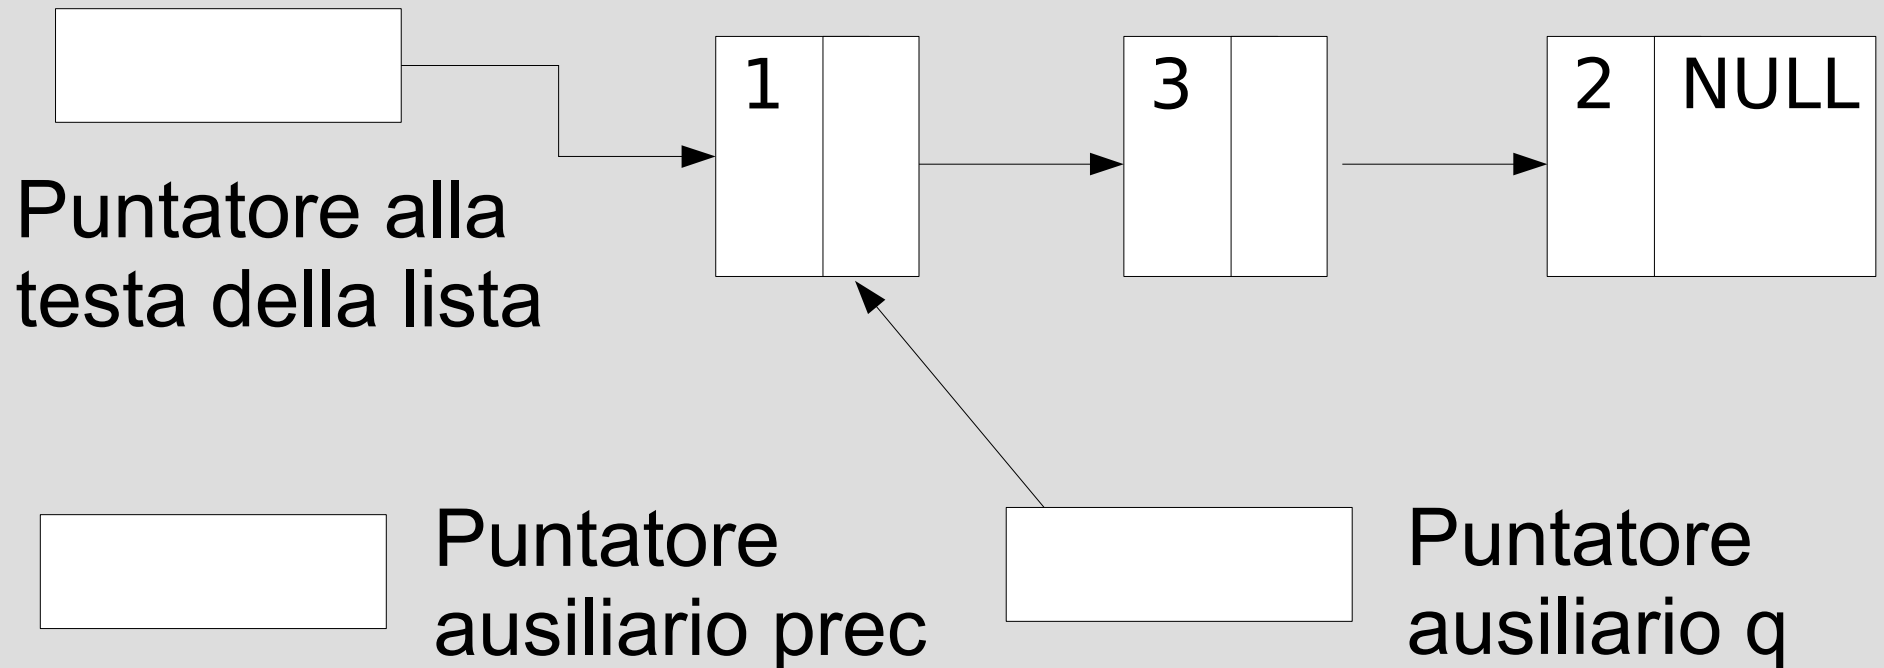 1
3
2 NULL
Puntatore alla
testa della lista
Puntatore
ausiliario prec
Puntatore
ausiliario q